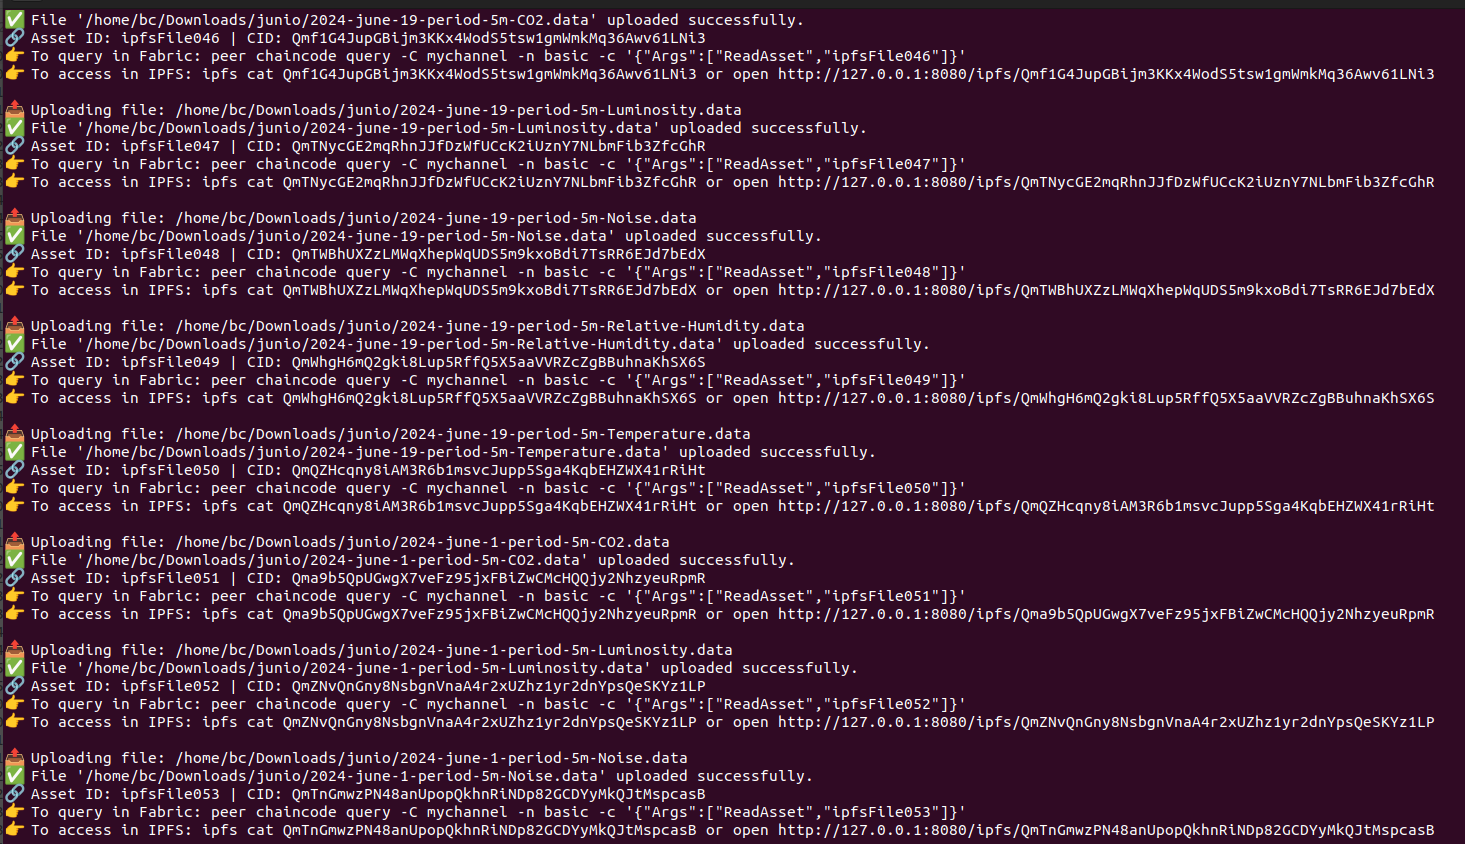 ✅ File '/home/bc/Downloads/junio/2024-june-19-period-5m-CO2.data' uploaded successfully.
🔗 Asset ID: ipfsFile046 | CID: Qmf1G4JupGBijm3KKx4WodS5tsw1gmWmkMq36Awv61LNi3
👉 To query in Fabric: peer chaincode query -C mychannel -n basic -c '{"Args":["ReadAsset","ipfsFile046"]}'
👉 To access in IPFS: ipfs cat Qmf1G4JupGBijm3KKx4WodS5tsw1gmWmkMq36Awv61LNi3 or open http://127.0.0.1:8080/ipfs/Qmf1G4JupGBijm3KKx4WodS5tsw1gmWmkMq36Awv61LNi3
📤 Uploading file: /home/bc/Downloads/junio/2024-june-19-period-5m-Luminosity.data
✅ File '/home/bc/Downloads/junio/2024-june-19-period-5m-Luminosity.data' uploaded successfully.
🔗 Asset ID: ipfsFile047 | CID: QmTNycGE2mqRhnJJfDzWfUCcK2iUznY7NLbmFib3ZfcGhR
👉 To query in Fabric: peer chaincode query -C mychannel -n basic -c '{"Args":["ReadAsset","ipfsFile047"]}'
👉 To access in IPFS: ipfs cat QmTNycGE2mqRhnJJfDzWfUCcK2iUznY7NLbmFib3ZfcGhR or open http://127.0.0.1:8080/ipfs/QmTNycGE2mqRhnJJfDzWfUCcK2iUznY7NLbmFib3ZfcGhR
📤 Uploading file: /home/bc/Downloads/junio/2024-june-19-period-5m-Noise.data
✅ File '/home/bc/Downloads/junio/2024-june-19-period-5m-Noise.data' uploaded successfully.
🔗 Asset ID: ipfsFile048 | CID: QmTWBhUXZzLMWqXhepWqUDS5m9kxoBdi7TsRR6EJd7bEdX
👉 To query in Fabric: peer chaincode query -C mychannel -n basic -c '{"Args":["ReadAsset","ipfsFile048"]}'
👉 To access in IPFS: ipfs cat QmTWBhUXZzLMWqXhepWqUDS5m9kxoBdi7TsRR6EJd7bEdX or open http://127.0.0.1:8080/ipfs/QmTWBhUXZzLMWqXhepWqUDS5m9kxoBdi7TsRR6EJd7bEdX
📤 Uploading file: /home/bc/Downloads/junio/2024-june-19-period-5m-Relative-Humidity.data
✅ File '/home/bc/Downloads/junio/2024-june-19-period-5m-Relative-Humidity.data' uploaded successfully.
🔗 Asset ID: ipfsFile049 | CID: QmWhgH6mQ2gki8Lup5RffQ5X5aaVVRZcZgBBuhnaKhSX6S
👉 To query in Fabric: peer chaincode query -C mychannel -n basic -c '{"Args":["ReadAsset","ipfsFile049"]}'
👉 To access in IPFS: ipfs cat QmWhgH6mQ2gki8Lup5RffQ5X5aaVVRZcZgBBuhnaKhSX6S or open http://127.0.0.1:8080/ipfs/QmWhgH6mQ2gki8Lup5RffQ5X5aaVVRZcZgBBuhnaKhSX6S
📤 Uploading file: /home/bc/Downloads/junio/2024-june-19-period-5m-Temperature.data
✅ File '/home/bc/Downloads/junio/2024-june-19-period-5m-Temperature.data' uploaded successfully.
🔗 Asset ID: ipfsFile050 | CID: QmQZHcqny8iAM3R6b1msvcJupp5Sga4KqbEHZWX41rRiHt
👉 To query in Fabric: peer chaincode query -C mychannel -n basic -c '{"Args":["ReadAsset","ipfsFile050"]}'
👉 To access in IPFS: ipfs cat QmQZHcqny8iAM3R6b1msvcJupp5Sga4KqbEHZWX41rRiHt or open http://127.0.0.1:8080/ipfs/QmQZHcqny8iAM3R6b1msvcJupp5Sga4KqbEHZWX41rRiHt
📤 Uploading file: /home/bc/Downloads/junio/2024-june-1-period-5m-CO2.data
✅ File '/home/bc/Downloads/junio/2024-june-1-period-5m-CO2.data' uploaded successfully.
🔗 Asset ID: ipfsFile051 | CID: Qma9b5QpUGwgX7veFz95jxFBiZwCMcHQQjy2NhzyeuRpmR
👉 To query in Fabric: peer chaincode query -C mychannel -n basic -c '{"Args":["ReadAsset","ipfsFile051"]}'
👉 To access in IPFS: ipfs cat Qma9b5QpUGwgX7veFz95jxFBiZwCMcHQQjy2NhzyeuRpmR or open http://127.0.0.1:8080/ipfs/Qma9b5QpUGwgX7veFz95jxFBiZwCMcHQQjy2NhzyeuRpmR
📤 Uploading file: /home/bc/Downloads/junio/2024-june-1-period-5m-Luminosity.data
✅ File '/home/bc/Downloads/junio/2024-june-1-period-5m-Luminosity.data' uploaded successfully.
🔗 Asset ID: ipfsFile052 | CID: QmZNvQnGny8NsbgnVnaA4r2xUZhz1yr2dnYpsQeSKYz1LP
👉 To query in Fabric: peer chaincode query -C mychannel -n basic -c '{"Args":["ReadAsset","ipfsFile052"]}'
👉 To access in IPFS: ipfs cat QmZNvQnGny8NsbgnVnaA4r2xUZhz1yr2dnYpsQeSKYz1LP or open http://127.0.0.1:8080/ipfs/QmZNvQnGny8NsbgnVnaA4r2xUZhz1yr2dnYpsQeSKYz1LP
📤 Uploading file: /home/bc/Downloads/junio/2024-june-1-period-5m-Noise.data
✅ File '/home/bc/Downloads/junio/2024-june-1-period-5m-Noise.data' uploaded successfully.
🔗 Asset ID: ipfsFile053 | CID: QmTnGmwzPN48anUpopQkhnRiNDp82GCDYyMkQJtMspcasB
👉 To query in Fabric: peer chaincode query -C mychannel -n basic -c '{"Args":["ReadAsset","ipfsFile053"]}'
👉 To access in IPFS: ipfs cat QmTnGmwzPN48anUpopQkhnRiNDp82GCDYyMkQJtMspcasB or open http://127.0.0.1:8080/ipfs/QmTnGmwzPN48anUpopQkhnRiNDp82GCDYyMkQJtMspcasB